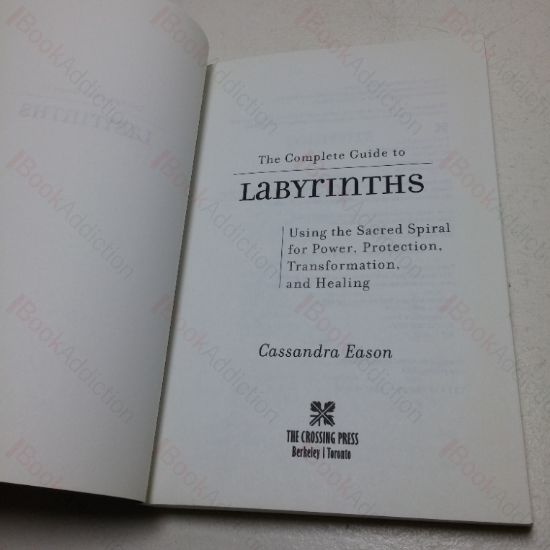 The Complete Guide to
LABYRINTHS
Using the Sacred Spiral
for Power, Protection,
Transformation,
and Healing
Cassandra Eason
THE CROSSING PRESS
Berkeley | Toronto
BookAddiction